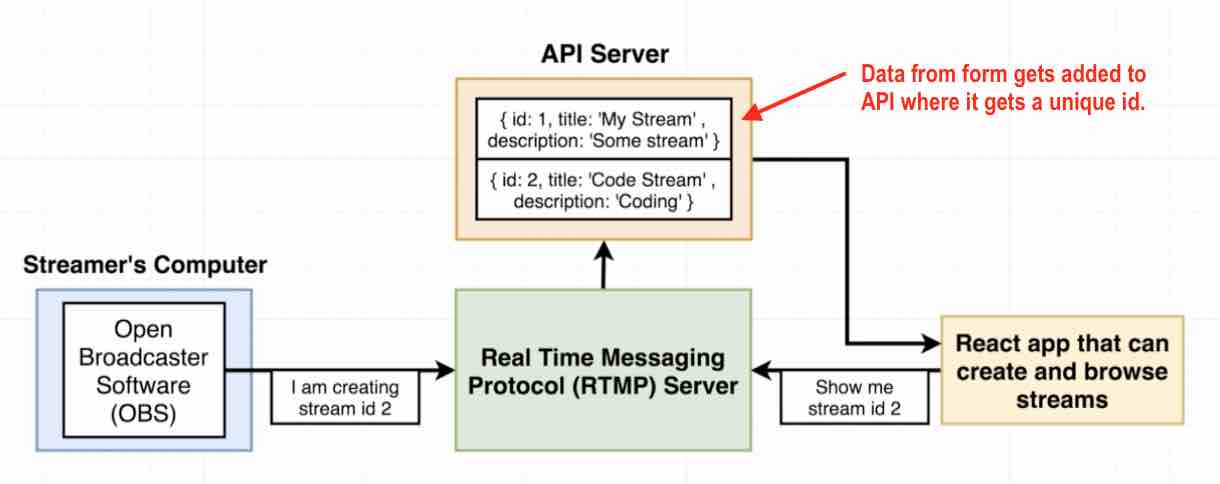 API Server
Data from form gets added to
API where it gets a unique id.
{ id: 1, title: 'My Stream' ,
description: 'Some stream' }
{ id: 2, title: 'Code Stream' ,
description: 'Coding' }
Streamer's Computer
Open
Broadcaster
Software
(OBS)
I am creating
stream id 2
Real Time Messaging
Protocol (RTMP) Server
Show me
stream id 2
React app that can
create and browse
streams